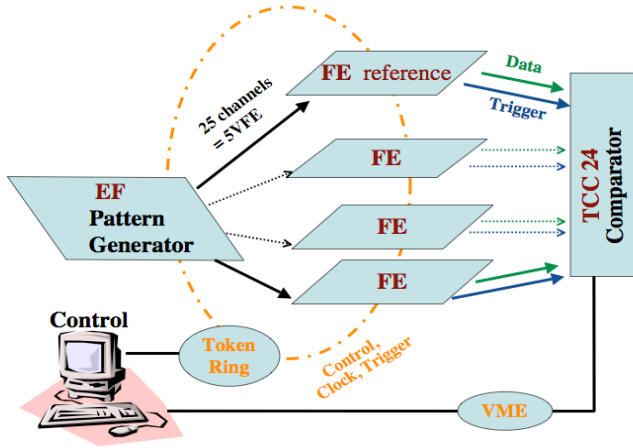 FE reference
Data
Trigger
25 channels
= 5VFE
FE
EF
Pattern
Generator
FE
FE
TCC 24
Comparator
Control
Token
Ring
Control,
Clock, Trigger
VME